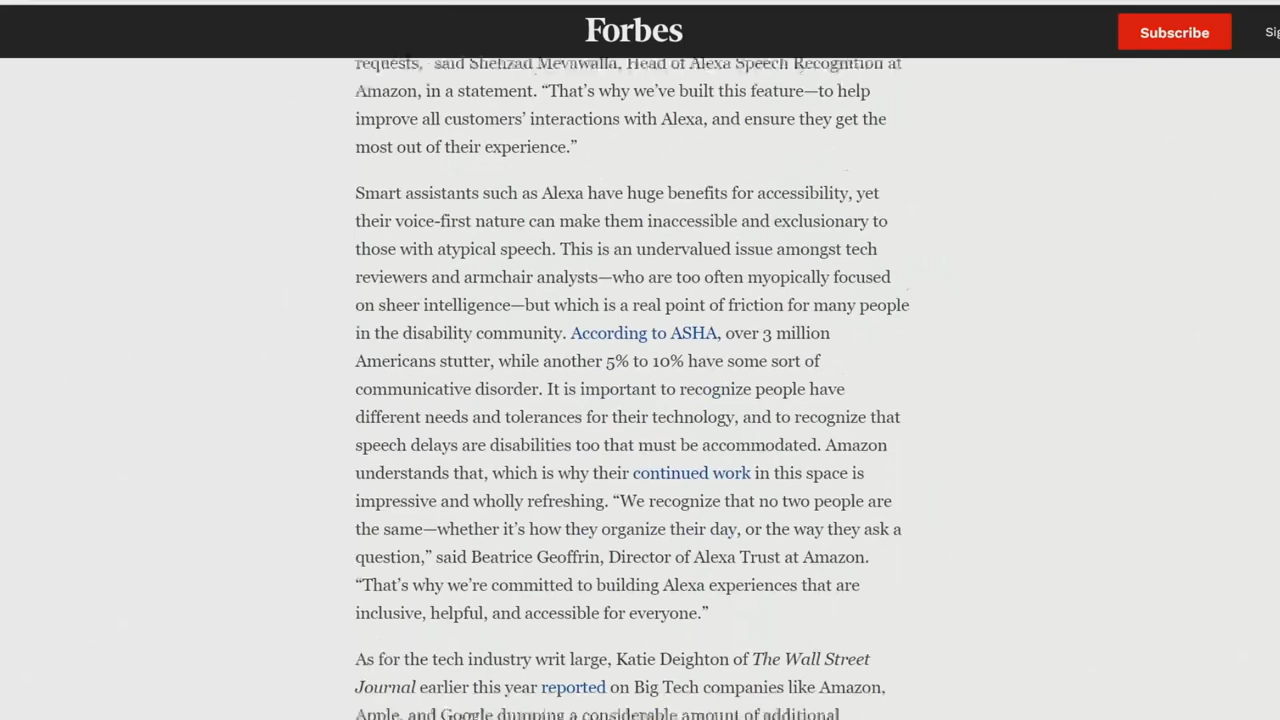 Forbes
Subscribe
requests,” said Shehzad Mevawalla, Head of Alexa Speech Recognition at
Amazon, in a statement. “That’s why we’ve built this feature—to help
improve all customers’ interactions with Alexa, and ensure they get the
most out of their experience.”
Smart assistants such as Alexa have huge benefits for accessibility, yet
their voice-first nature can make them inaccessible and exclusionary to
those with atypical speech. This is an undervalued issue amongst tech
reviewers and armchair analysts—who are too often myopically focused
on sheer intelligence—but which is a real point of friction for many people
in the disability community. According to ASHA, over 3 million
Americans stutter, while another 5% to 10% have some sort of
communicative disorder. It is important to recognize people have
different needs and tolerances for their technology, and to recognize that
speech delays are disabilities too that must be accommodated. Amazon
understands that, which is why their continued work in this space is
impressive and wholly refreshing. “We recognize that no two people are
the same—whether it’s how they organize their day, or the way they ask a
question,” said Beatrice Geoffrin, Director of Alexa Trust at Amazon.
“That’s why we’re committed to building Alexa experiences that are
inclusive, helpful, and accessible for everyone.”
As for the tech industry writ large, Katie Deighton of The Wall Street
Journal earlier this year reported on Big Tech companies like Amazon,
Apple, and Google dumping a considerable amount of additional